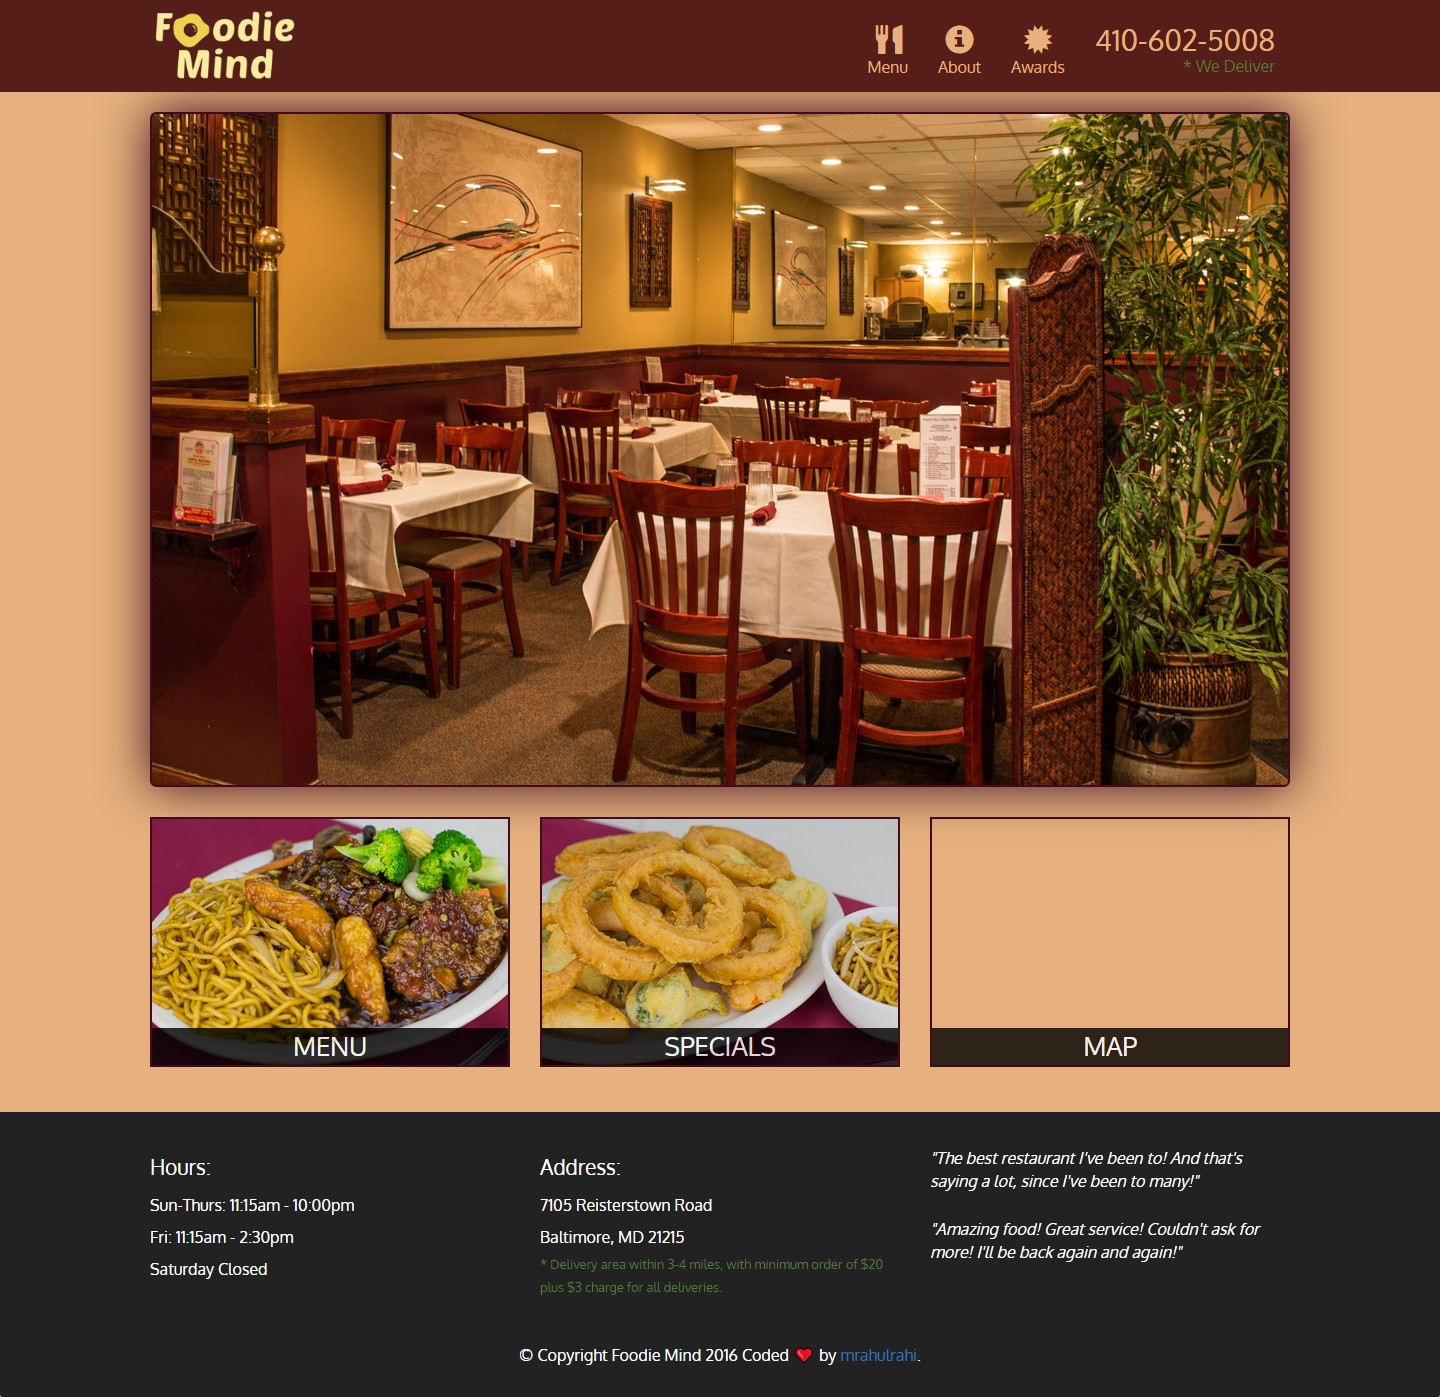 Foodie
Mind
Menu
About
Awards
410-602-5008
* We Deliver
MENU
SPECIALS
MAP
Hours:
Sun-Thurs: 11:15am - 10:00pm
Fri: 11:15am - 2:30pm
Saturday Closed
Address:
7105 Reisterstown Road
Baltimore, MD 21215
* Delivery area within 3-4 miles, with minimum order of $20
plus $3 charge for all deliveries.
"The best restaurant I've been to! And that's
saying a lot, since I've been to many!"
"Amazing food! Great service! Couldn't ask for
more! I'll be back again and again!"
© Copyright Foodie Mind 2016 Coded ❤ by mrahulrahi.